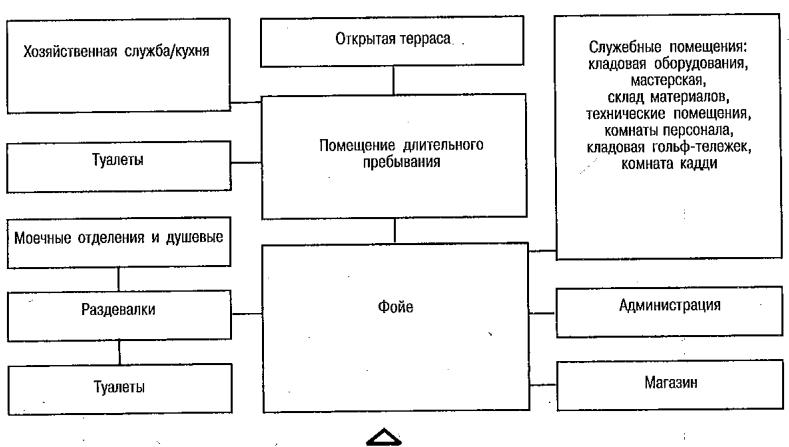 Хозяйственная служба/кухня
Открытая терраса
Служебные помещения:
кладовая оборудования,
мастерская,
склад материалов,
технические помещения,
комнаты персонала,
кладовая гольф-тележек,
комната кадди
Туалеты
Помещение длительного
пребывания
Моечные отделения и душевые
Раздевалки
Фойе
Администрация
Туалеты
Магазин